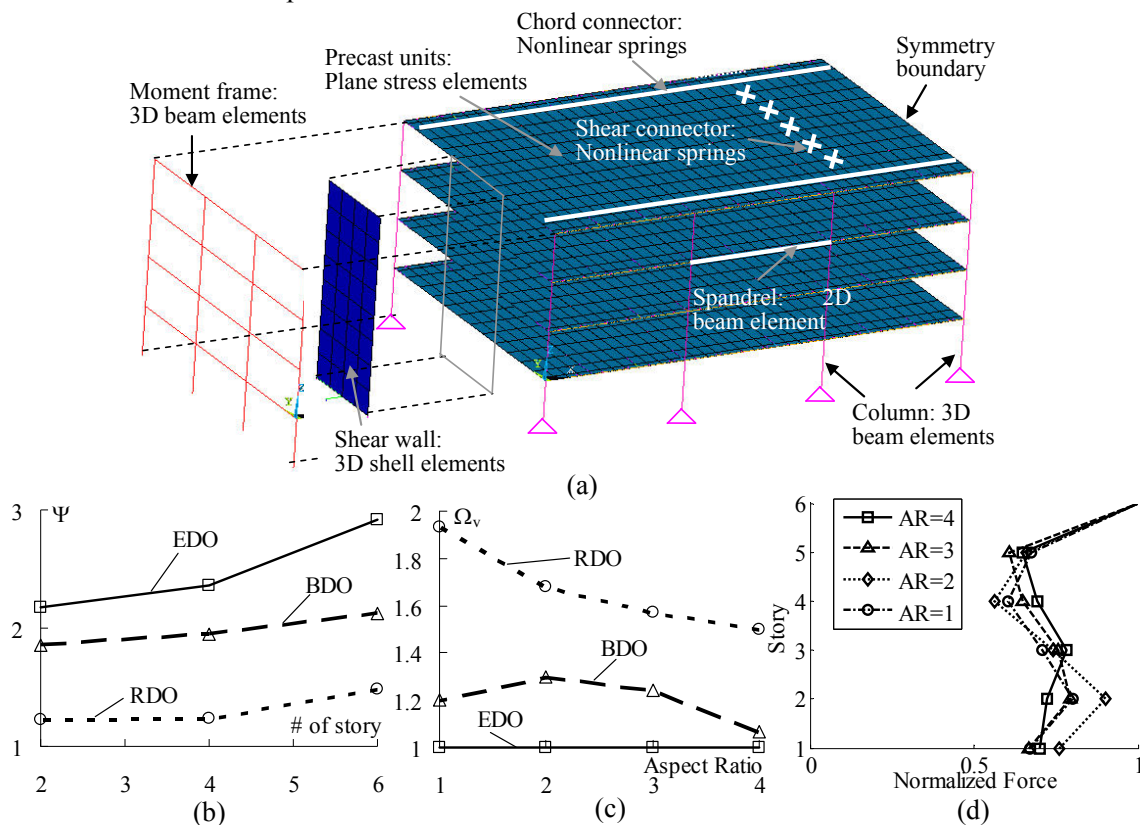 Chord connector:
Nonlinear springs
Precast units:
Plane stress elements
Symmetry
boundary
Moment frame:
3D beam elements
Shear connector:
Nonlinear springs
Spandrel: 2D
beam element
Column: 3D
beam elements
Shear wall:
3D shell elements
Y
Z
X
Y
(a)
3
Ψ
EDO
BDO
2
RDO
# of story
1
2 3 4 5 6
(b)
2
Ωv
1.8
RDO
1.6
1.4
BDO
1.2
EDO
1
Aspect Ratio
1 2 3 4
(c)
6
AR=4
AR=3
5
AR=2
AR=1
4
Story
3
2
1
0 0.5 1
Normalized Force
(d)